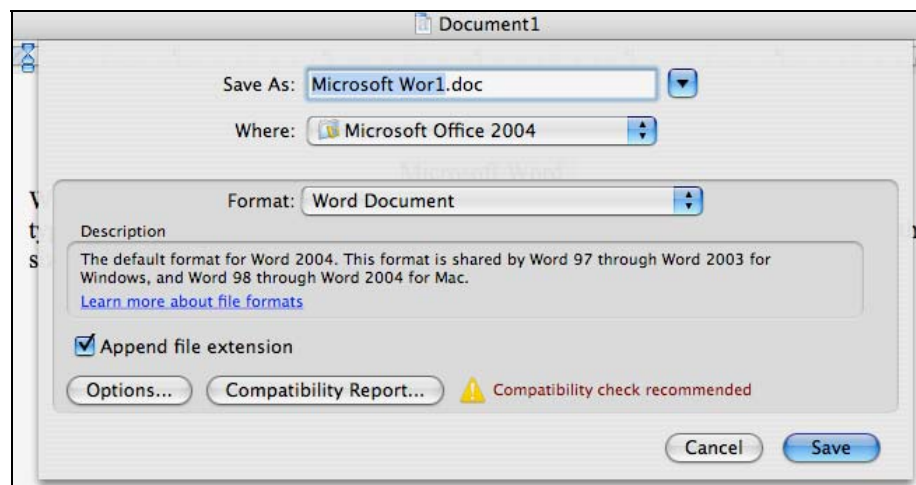 Document1
Save As: Microsoft Wor1.doc
Where: Microsoft Office 2004
Microsoft Word
Format: Word Document
Description
The default format for Word 2004. This format is shared by Word 97 through Word 2003 for
Windows, and Word 98 through Word 2004 for Mac.
Learn more about file formats
Append file extension
Options... Compatibility Report... Compatibility check recommended
Cancel Save